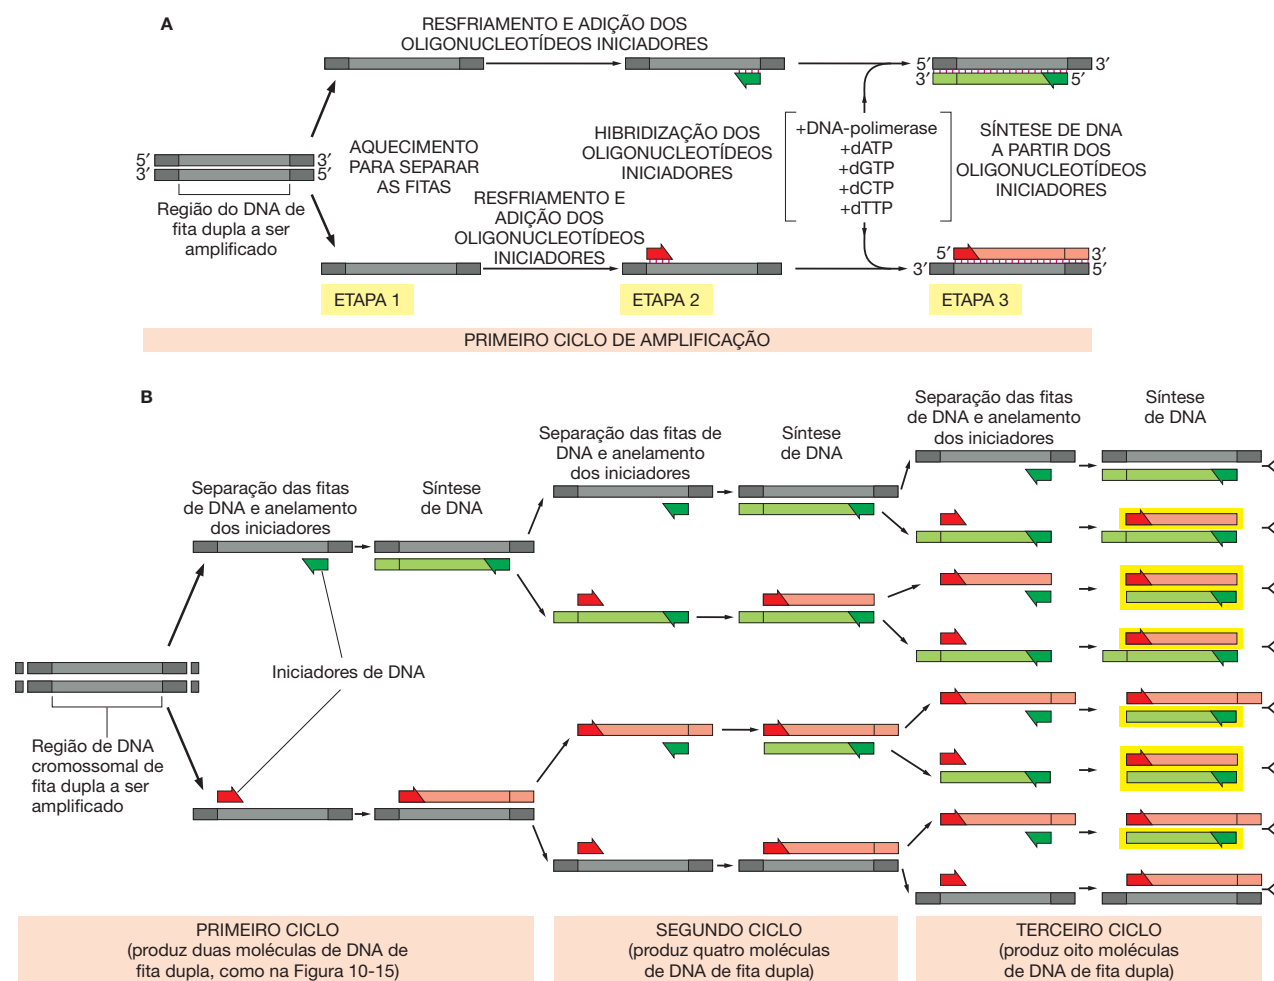 A
RESFRIAMENTO E ADIÇÃO DOS
OLIGONUCLEOTÍDEOS INICIADORES
5′
3′
3′
5′
Região do DNA de
fita dupla a ser
amplificado
AQUECIMENTO
PARA SEPARAR
AS FITAS
RESFRIAMENTO E
ADIÇÃO DOS
OLIGONUCLEOTÍDEOS
INICIADORES
HIBRIDIZAÇÃO DOS
OLIGONUCLEOTÍDEOS
INICIADORES
+DNA-polimerase
+dATP
+dGTP
+dCTP
+dTTP
SÍNTESE DE DNA
A PARTIR DOS
OLIGONUCLEOTÍDEOS
INICIADORES
5′
3′
3′
5′
5′
3′
3′
5′
ETAPA 1
ETAPA 2
ETAPA 3
PRIMEIRO CICLO DE AMPLIFICAÇÃO
B
Separação das fitas
de DNA e anelamento
dos iniciadores
Síntese
de DNA
Separação das fitas de
DNA e anelamento
dos iniciadores
Síntese
de DNA
Separação das fitas
de DNA e anelamento
dos iniciadores
Síntese
de DNA
Iniciadores de DNA
Região de DNA
cromossomal de
fita dupla a ser
amplificado
PRIMEIRO CICLO
(produz duas moléculas de DNA de
fita dupla, como na Figura 10-15)
SEGUNDO CICLO
(produz quatro moléculas
de DNA de fita dupla)
TERCEIRO CICLO
(produz oito moléculas
de DNA de fita dupla)